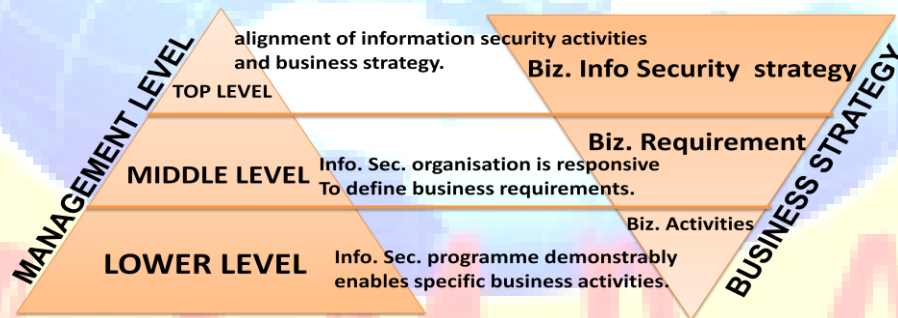 MANAGEMENT LEVEL
alignment of information security activities
and business strategy.
TOP LEVEL
Biz. Info Security strategy
BUSINESS STRATEGY
Biz. Requirement
MIDDLE LEVEL
Info. Sec. organisation is responsive
To define business requirements.
Biz. Activities
LOWER LEVEL
Info. Sec. programme demonstrably
enables specific business activities.